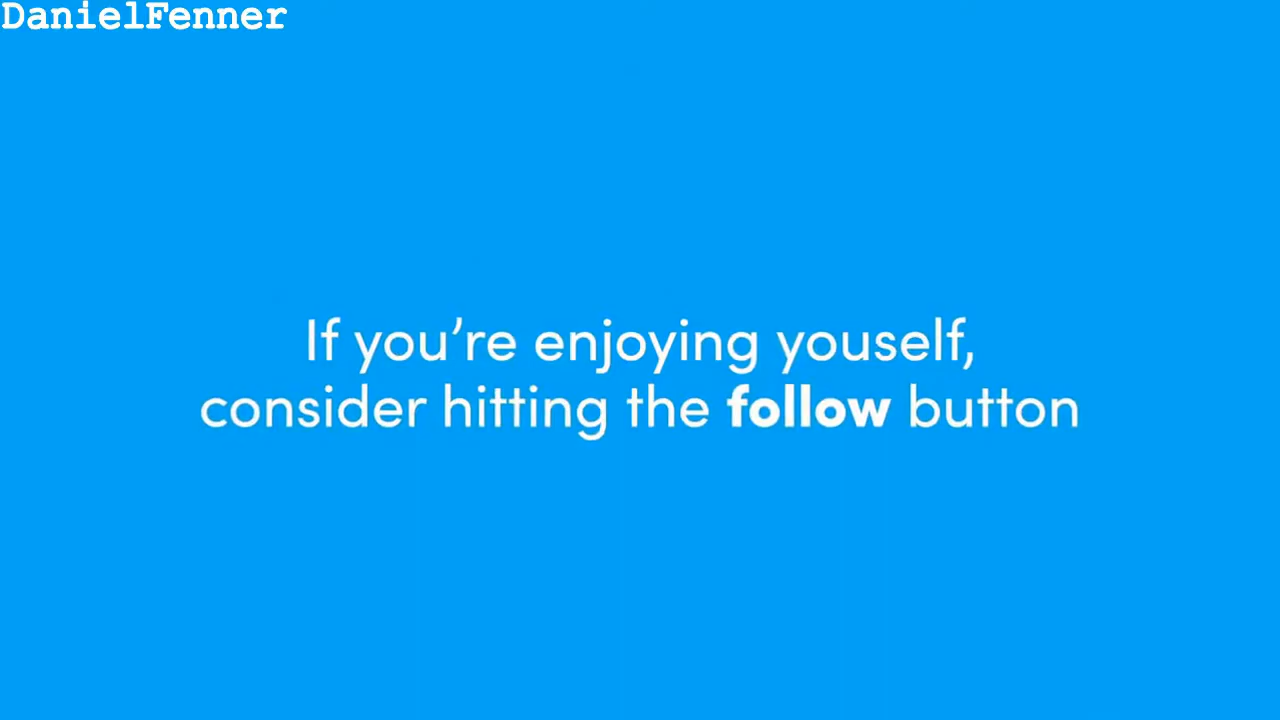 DanielFenner
If you’re enjoying youself,
consider hitting the follow button